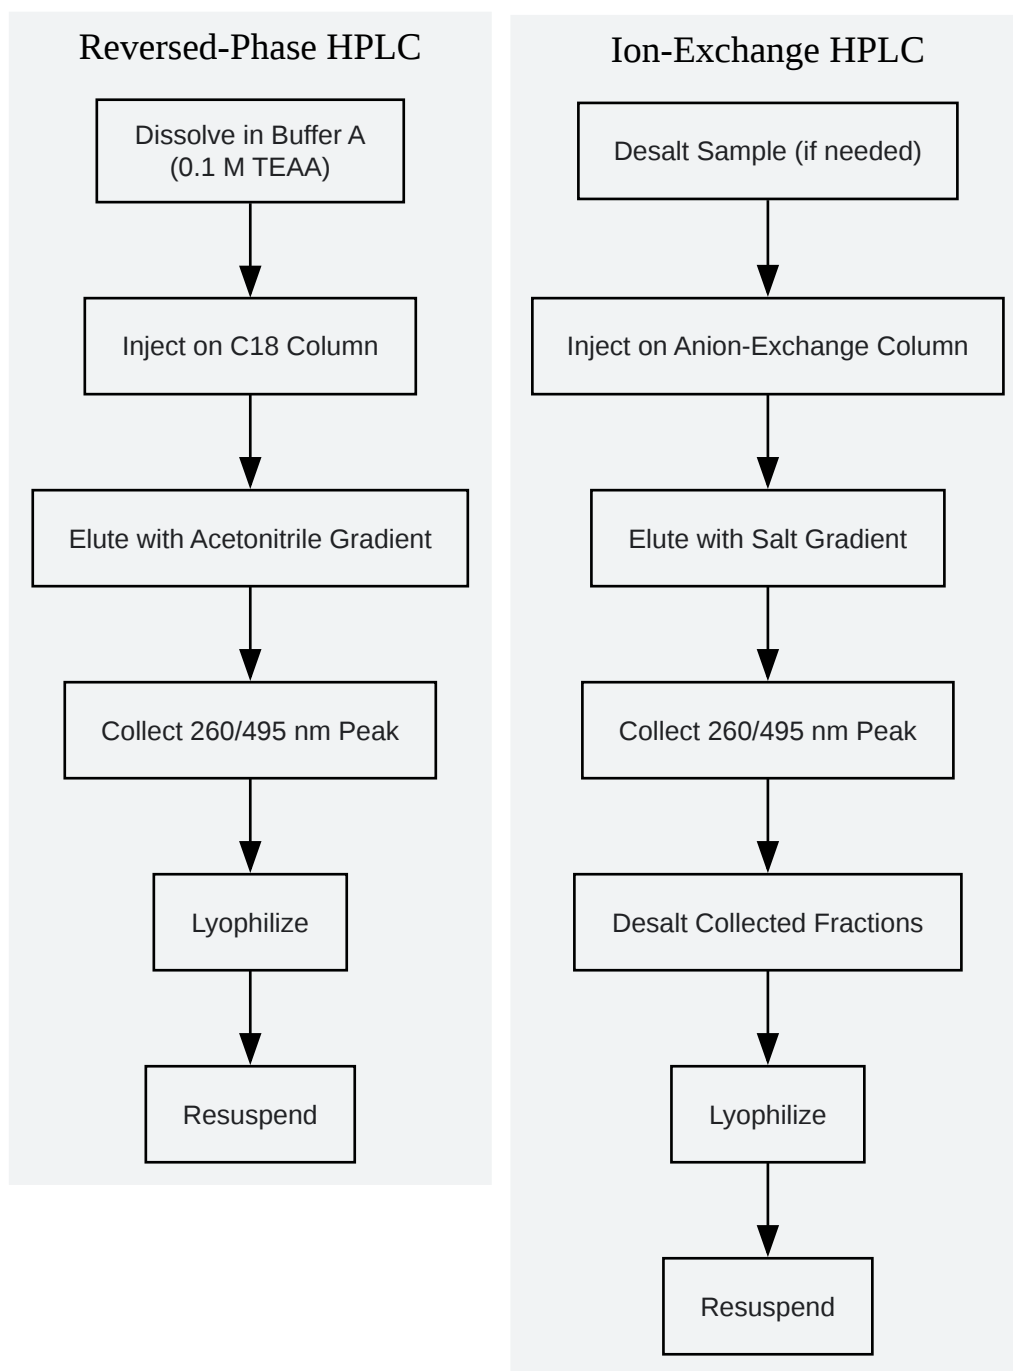 Reversed-Phase HPLC
Dissolve in Buffer A
(0.1 M TEAA)
Inject on C18 Column
Elute with Acetonitrile Gradient
Collect 260/495 nm Peak
Lyophilize
Resuspend
Ion-Exchange HPLC
Desalt Sample (if needed)
Inject on Anion-Exchange Column
Elute with Salt Gradient
Collect 260/495 nm Peak
Desalt Collected Fractions
Lyophilize
Resuspend